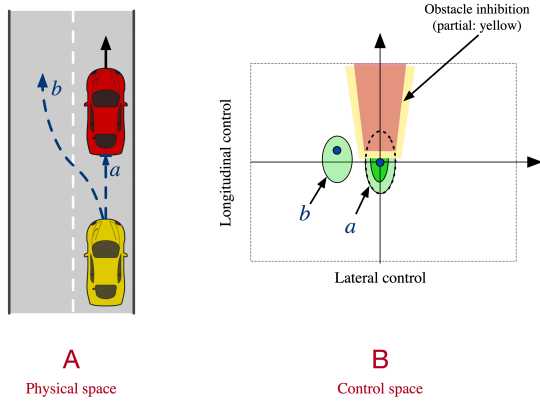 b
a
A
Physical space
Obstacle inhibition
(partial: yellow)
Longitudinal control
b
a
Lateral control
B
Control space